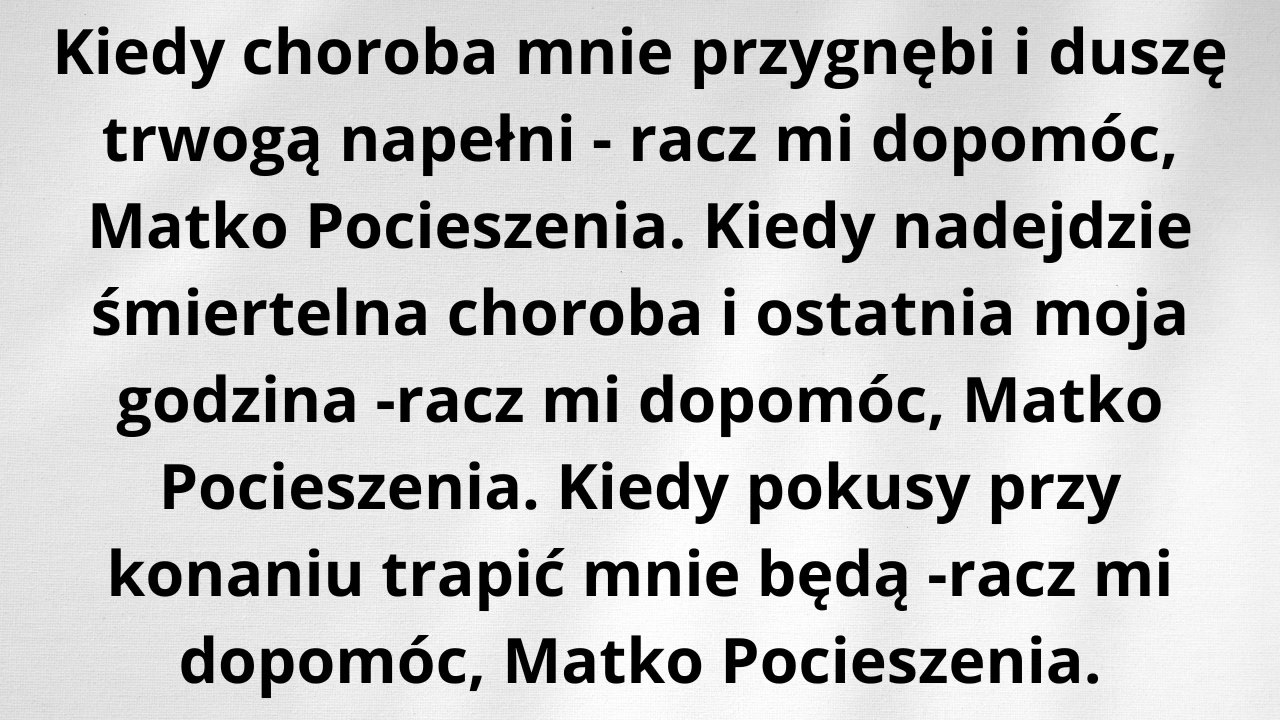 Kiedy choroba mnie przygnębi i duszę
trwogą napełni - racz mi dopomóc,
Matko Pocieszenia. Kiedy nadejdzie
śmiertelna choroba i ostatnia moja
godzina -racz mi dopomóc, Matko
Pocieszenia. Kiedy pokusy przy
konaniu trapić mnie będą -racz mi
dopomóc, Matko Pocieszenia.